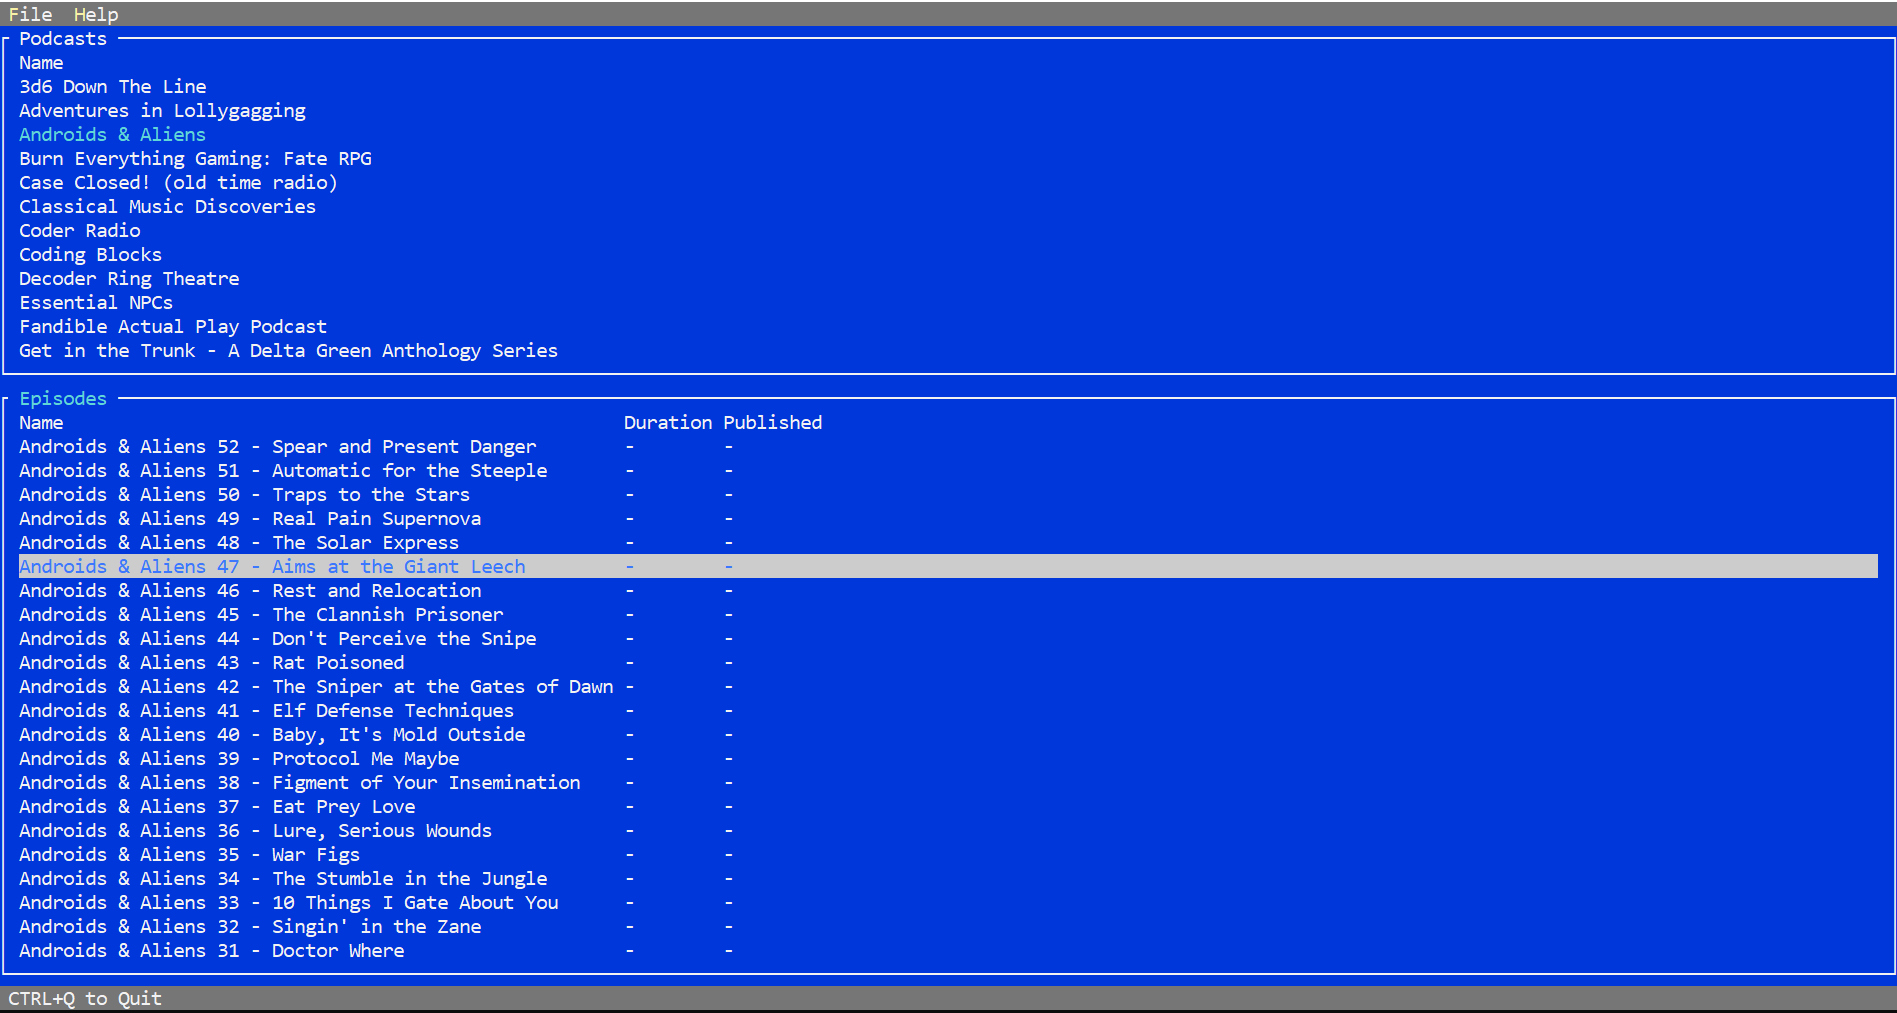 File Help
Podcasts
Name
3d6 Down The Line
Adventures in Lollygagging
Androids & Aliens
Burn Everything Gaming: Fate RPG
Case Closed! (old time radio)
Classical Music Discoveries
Coder Radio
Coding Blocks
Decoder Ring Theatre
Essential NPCs
Fandible Actual Play Podcast
Get in the Trunk - A Delta Green Anthology Series
Episodes
Name Duration Published
Androids & Aliens 52 - Spear and Present Danger - -
Androids & Aliens 51 - Automatic for the Steeple - -
Androids & Aliens 50 - Traps to the Stars - -
Androids & Aliens 49 - Real Pain Supernova - -
Androids & Aliens 48 - The Solar Express - -
Androids & Aliens 47 - Aims at the Giant Leech - -
Androids & Aliens 46 - Rest and Relocation - -
Androids & Aliens 45 - The Clannish Prisoner - -
Androids & Aliens 44 - Don't Perceive the Snipe - -
Androids & Aliens 43 - Rat Poisoned - -
Androids & Aliens 42 - The Sniper at the Gates of Dawn - -
Androids & Aliens 41 - Elf Defense Techniques - -
Androids & Aliens 40 - Baby, It's Mold Outside - -
Androids & Aliens 39 - Protocol Me Maybe - -
Androids & Aliens 38 - Figment of Your Insemination - -
Androids & Aliens 37 - Eat Prey Love - -
Androids & Aliens 36 - Lure, Serious Wounds - -
Androids & Aliens 35 - War Figs - -
Androids & Aliens 34 - The Stumble in the Jungle - -
Androids & Aliens 33 - 10 Things I Gate About You - -
Androids & Aliens 32 - Singin' in the Zane - -
Androids & Aliens 31 - Doctor Where - -
CTRL+Q to Quit